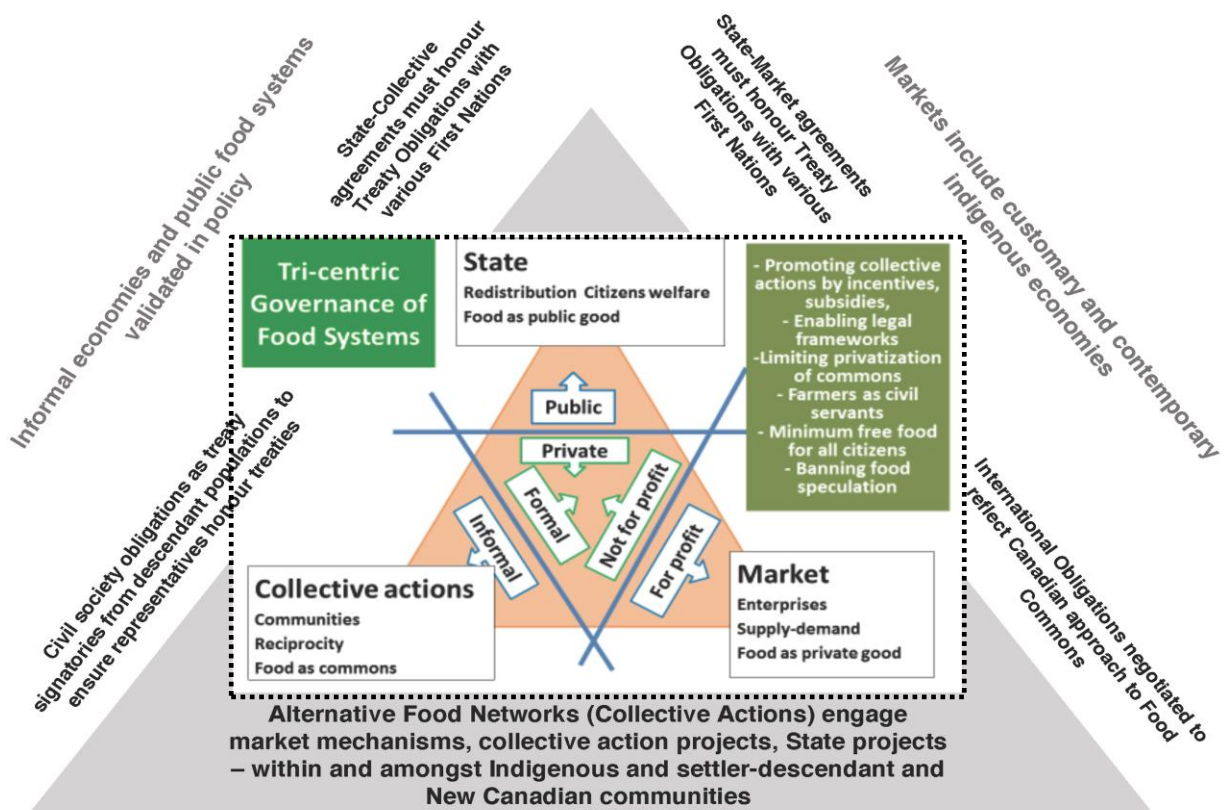 Informal economies and public food systems
validated in policy
State-Collective
agreements must honour
Treaty Obligations with
various First Nations
State-Market agreements
must honour Treaty
Obligations with various
First Nations
Markets include customary and contemporary
indigenous economies
Tri-centric
Governance of
Food Systems
State
Redistribution Citizens welfare
Food as public good
- Promoting collective
actions by incentives,
subsidies,
- Enabling legal
frameworks
-Limiting privatization
of commons
- Farmers as civil
servants
- Minimum free food
for all citizens
- Banning food
speculation
Public
Private
Formal
Not for profit
Informal
For profit
Civil society obligations as treaty
signatories from descendant populations to
ensure representatives honour treaties
International Obligations negotiated to
reflect Canadian approach to Food
Commons
Collective actions
Communities
Reciprocity
Food as commons
Market
Enterprises
Supply-demand
Food as private good
Alternative Food Networks (Collective Actions) engage
market mechanisms, collective action projects, State projects
– within and amongst Indigenous and settler-descendant and
New Canadian communities